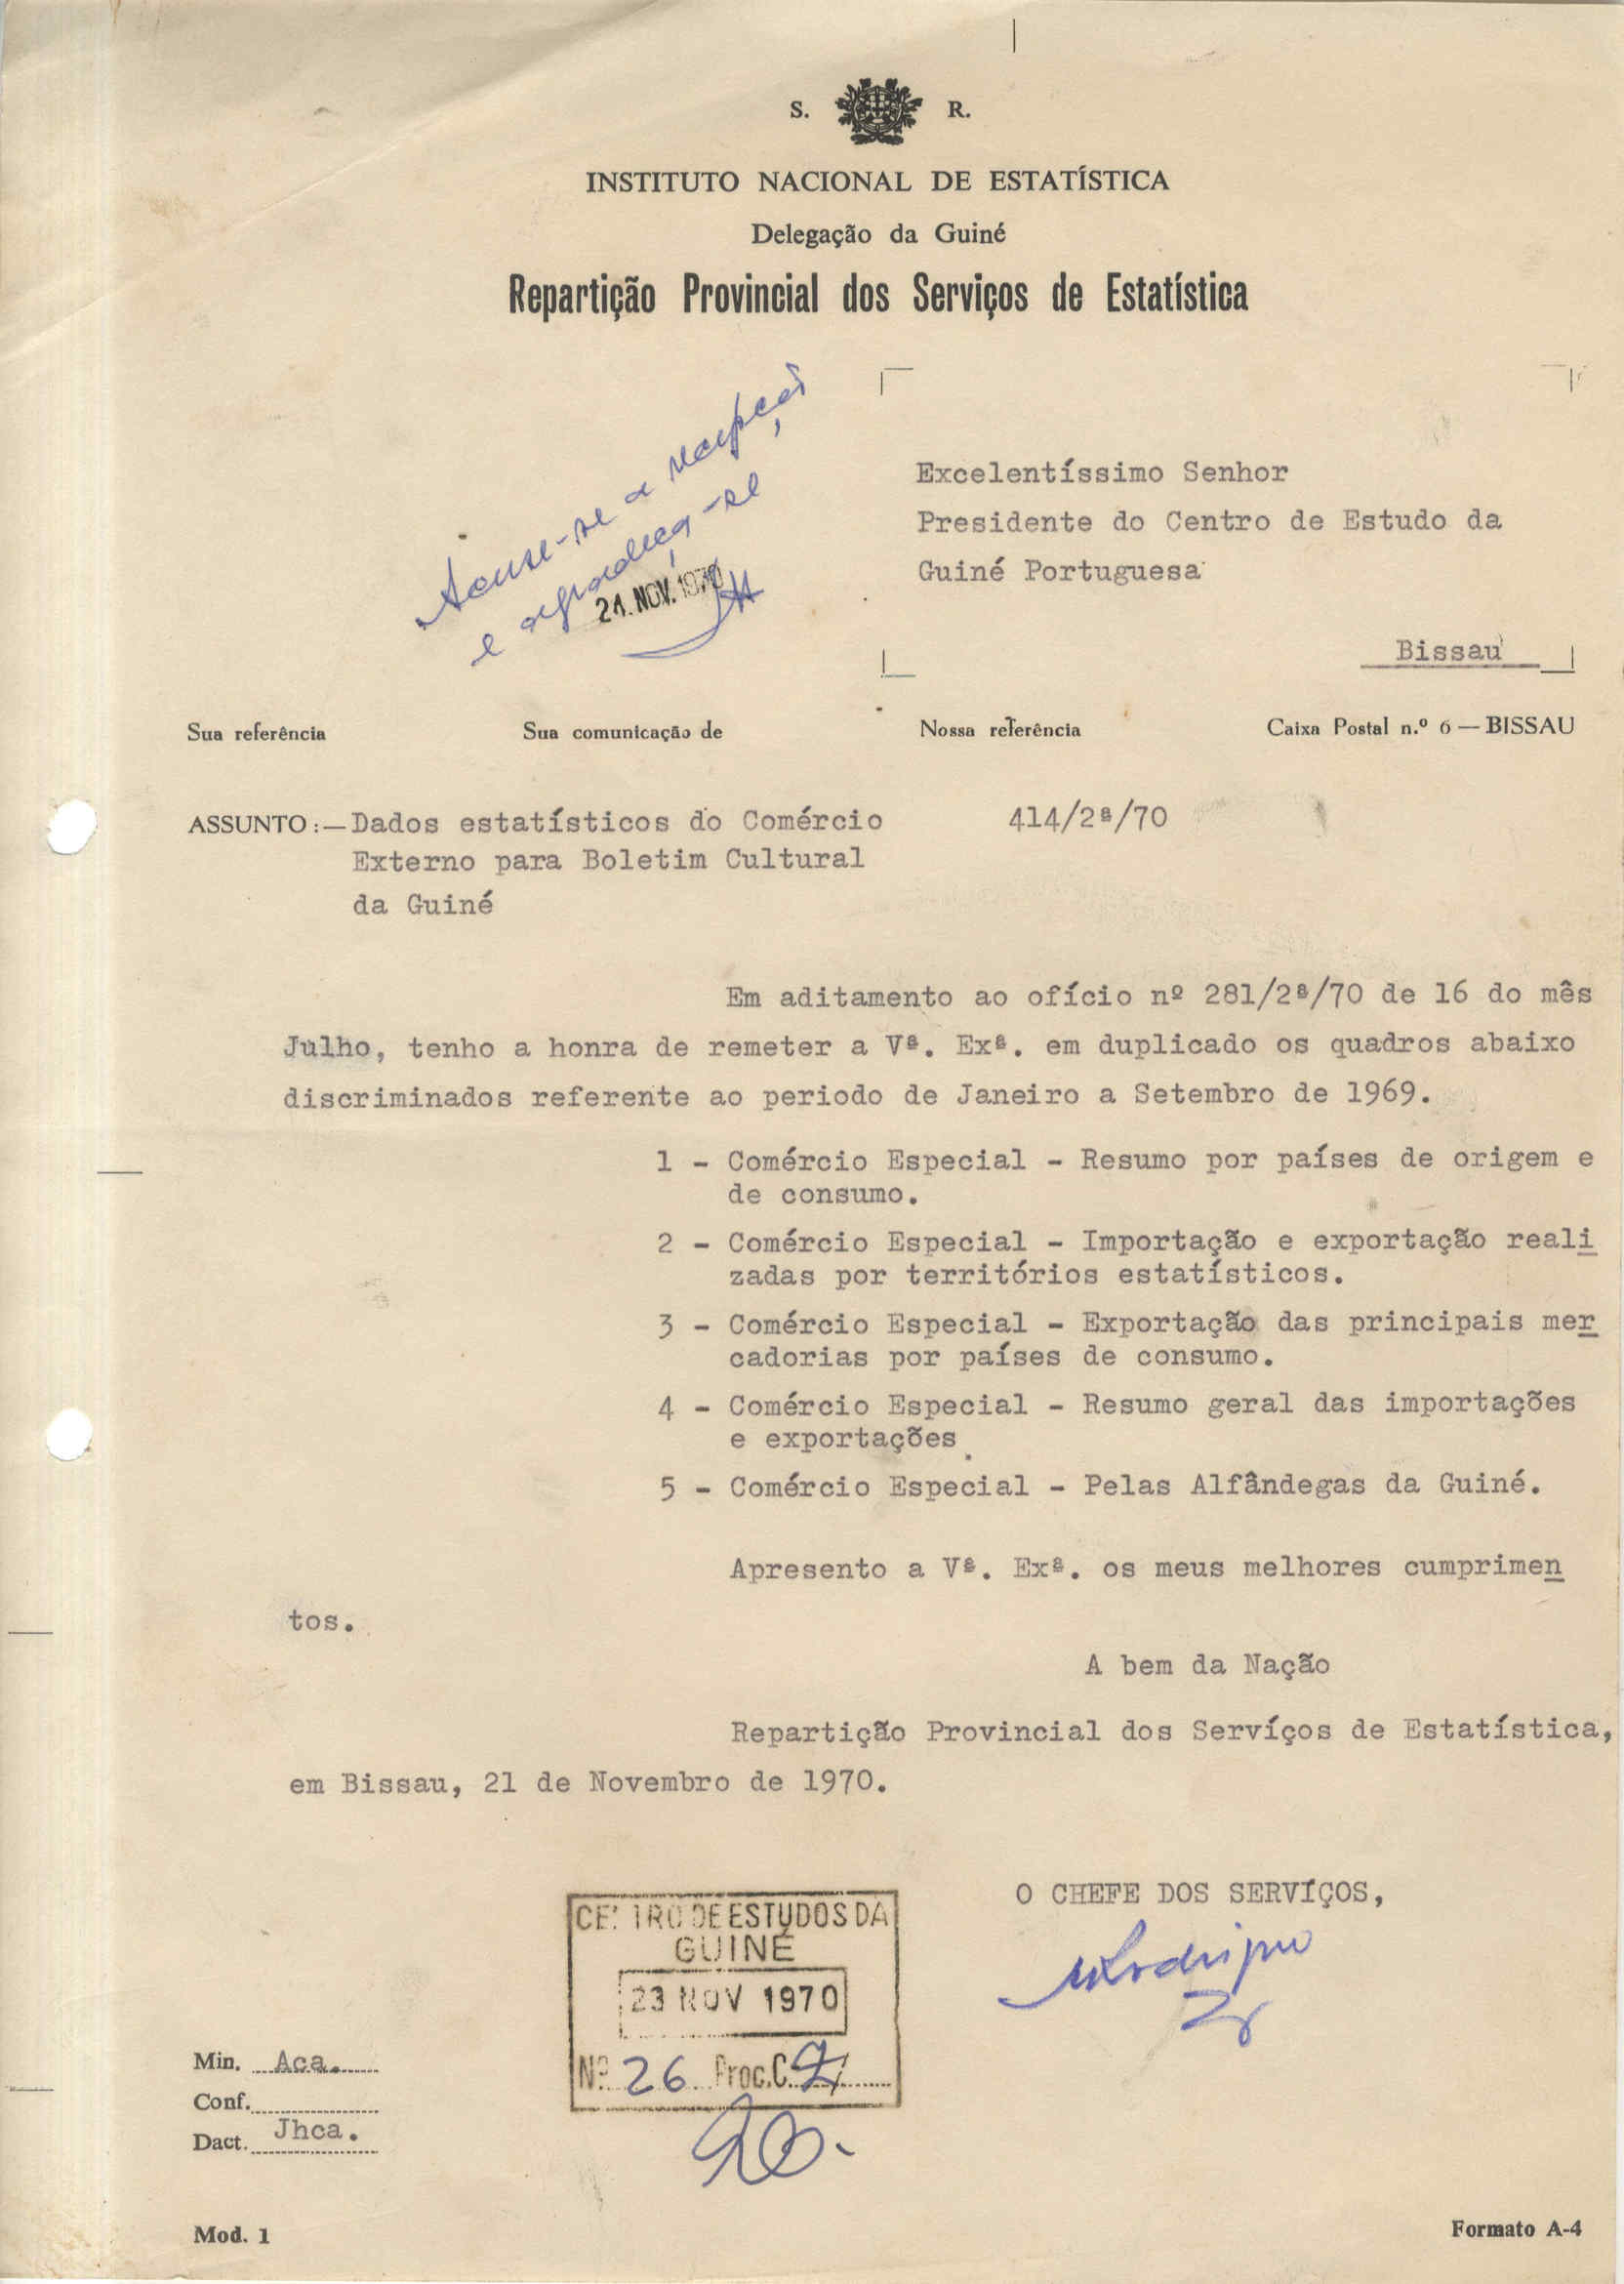 S. R.
INSTITUTO NACIONAL DE ESTATÍSTICA
Delegação da Guiné
Repartição Provincial dos Serviços de Estatística
Acuse-se a recepção
e agradeça-se
21. NOV. 1970
Excelentíssimo Senhor
Presidente do Centro de Estudo da
Guiné Portuguesa
Bissau
Sua referência Sua comunicação de Nossa referência Caixa Postal n.º 6 — BISSAU
ASSUNTO :— Dados estatísticos do Comércio 414/2ª/70
Externo para Boletim Cultural
da Guiné
Em aditamento ao ofício nº 281/2ª/70 de 16 do mês
Julho, tenho a honra de remeter a Vª. Exª. em duplicado os quadros abaixo
discriminados referente ao periodo de Janeiro a Setembro de 1969.
1 - Comércio Especial - Resumo por países de origem e
de consumo.
2 - Comércio Especial - Importação e exportação reali
zadas por territórios estatísticos.
3 - Comércio Especial - Exportação das principais mer
cadorias por países de consumo.
4 - Comércio Especial - Resumo geral das importações
e exportações
5 - Comércio Especial - Pelas Alfândegas da Guiné.
Apresento a Vª. Exª. os meus melhores cumprimen
tos.
A bem da Nação
Repartição Provincial dos Servíços de Estatística,
em Bissau, 21 de Novembro de 1970.
O CHEFE DOS SERVIÇOS,
CENTRO DE ESTUDOS DA
GUINÉ
23 NOV 1970
Nº 26 Proc. C.
Min. Aca.
Conf.
Dact. Jhca.
Mod. 1 Formato A-4